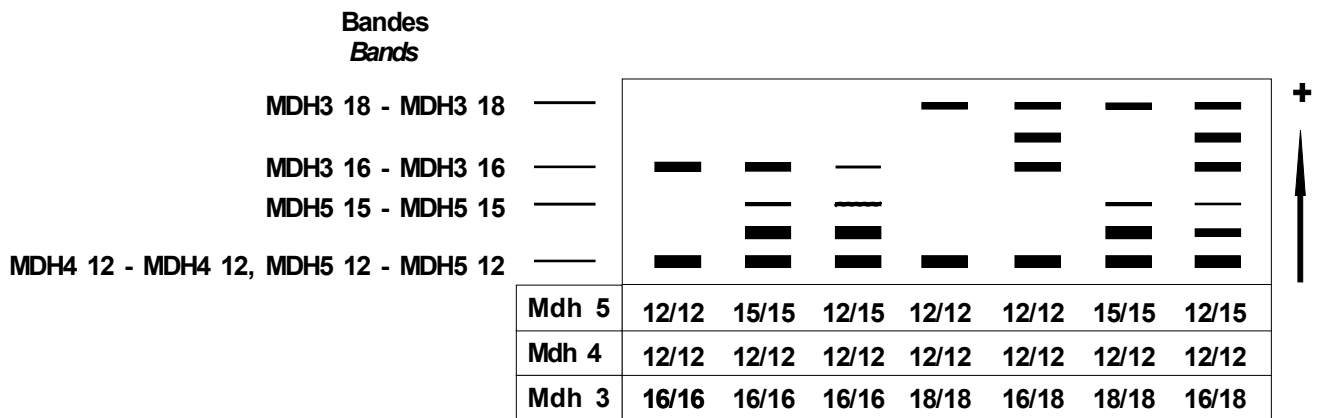 Bandes
Bands
MDH3 18 - MDH3 18
+
MDH3 16 - MDH3 16
MDH5 15 - MDH5 15
MDH4 12 - MDH4 12, MDH5 12 - MDH5 12
Mdh 5 12/12 15/15 12/15 12/12 12/12 15/15 12/15
Mdh 4 12/12 12/12 12/12 12/12 12/12 12/12 12/12
Mdh 3 16/16 16/16 16/16 18/18 16/18 18/18 16/18